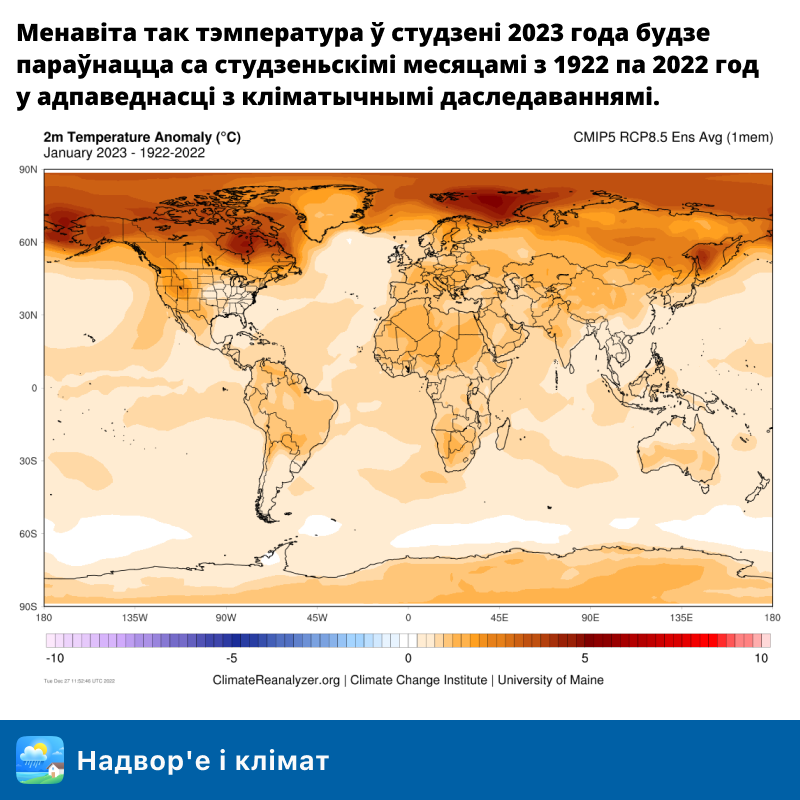 Менавіта так тэмпература ў студзені 2023 года будзе
параўнацца са студзеньскімі месяцамі з 1922 па 2022 год
у адпаведнасці з кліматычнымі даследаваннямі.
2m Temperature Anomaly (°C)
CMIP5 RCP8.5 Ens Avg (1mem)
January 2023 - 1922-2022
90N
60N
30N
0
30S
60S
90S
180 135W 90W 45W 0 45E 90E 135E 180
-10 -5 0 5 10
Tue Dec 27 11:52:46 UTC 2022
ClimateReanalyzer.org | Climate Change Institute | University of Maine
Надвор'е і клімат